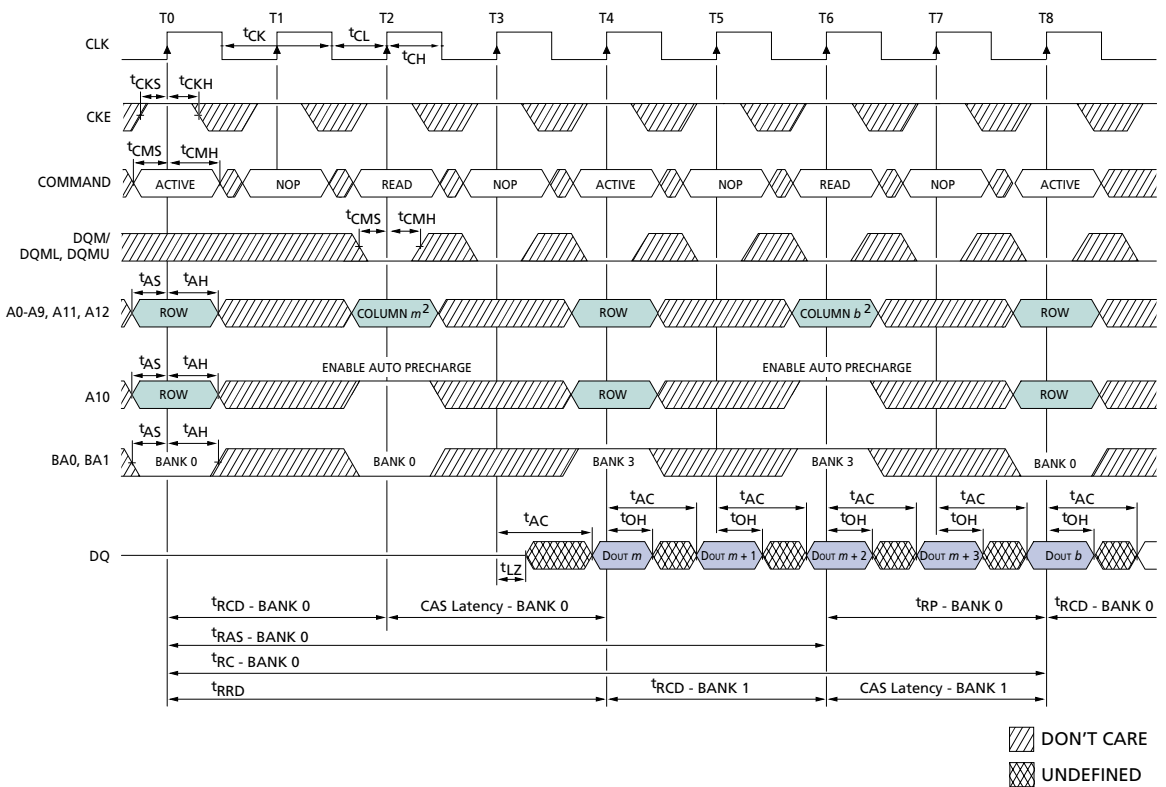 T0 T1 T2 T3 T4 T5 T6 T7 T8
CLK
tCK tCL tCH
tCKS tCKH
CKE
tCMS tCMH
COMMAND ACTIVE NOP READ NOP ACTIVE NOP READ NOP ACTIVE
tCMS tCMH
DQM/
DQML, DQMU
tAS tAH
A0-A9, A11, A12 ROW COLUMN m2 ROW COLUMN b 2 ROW
tAS tAH ENABLE AUTO PRECHARGE ENABLE AUTO PRECHARGE
A10 ROW ROW ROW
tAS tAH
BA0, BA1 BANK 0 BANK 0 BANK 3 BANK 3 BANK 0
tAC tAC tAC tAC tAC tAC
tOH tOH tOH tOH tOH
DQ DOUT m DOUT m + 1 DOUT m + 2 DOUT m + 3 DOUT b
tLZ
tRCD - BANK 0 CAS Latency - BANK 0 tRP - BANK 0 tRCD - BANK 0
tRAS - BANK 0
tRC - BANK 0
tRRD tRCD - BANK 1 CAS Latency - BANK 1
DON'T CARE
UNDEFINED